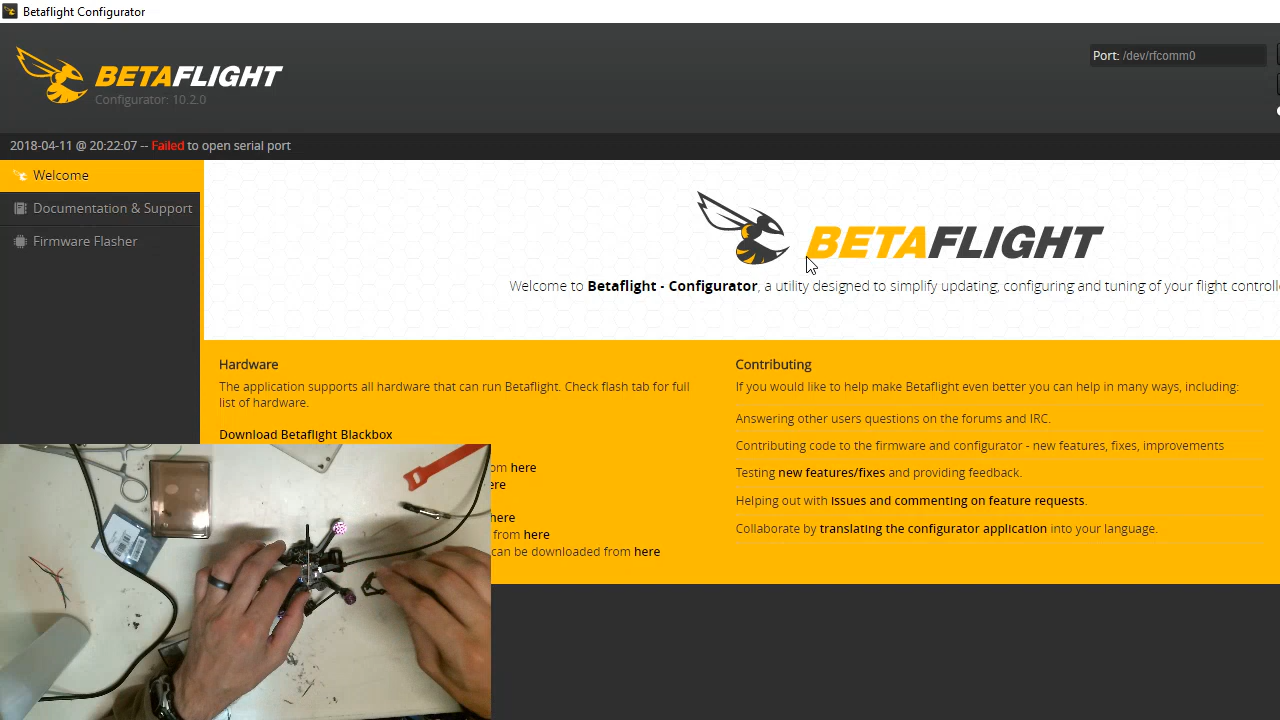 Betaflight Configurator
BETAFLIGHT
Configurator: 10.2.0
Port: /dev/rfcomm0
2018-04-11 @ 20:22:07 -- Failed to open serial port
Welcome
Documentation & Support
Firmware Flasher
BETAFLIGHT
Welcome to Betaflight - Configurator, a utility designed to simplify updating, configuring and tuning of your flight
Hardware
The application supports all hardware that can run Betaflight. Check flash tab for full
list of hardware.
Download Betaflight Blackbox
from here
here
from here
can be downloaded from here
Contributing
If you would like to help make Betaflight even better you can help in many ways, including:
Answering other users questions on the forums and IRC.
Contributing code to the firmware and configurator - new features, fixes, improvements
Testing new features/fixes and providing feedback.
Helping out with issues and commenting on feature requests.
Collaborate by translating the configurator application into your language.